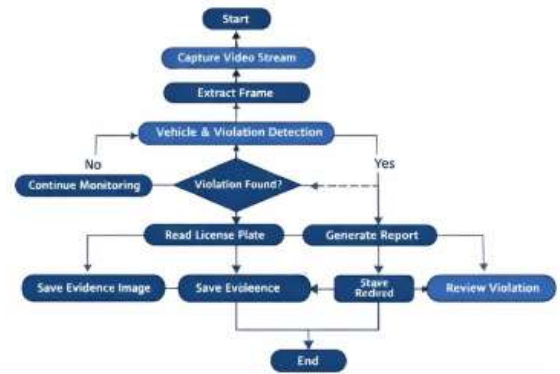 Start
Capture Video Stream
Extract Frame
Vehicle & Violation Detection
No
Yes
Continue Monitoring
Violation Found?
Read License Plate
Generate Report
Save Evidence Image
Save Evoleence
Stave
Redired
Review Violation
End